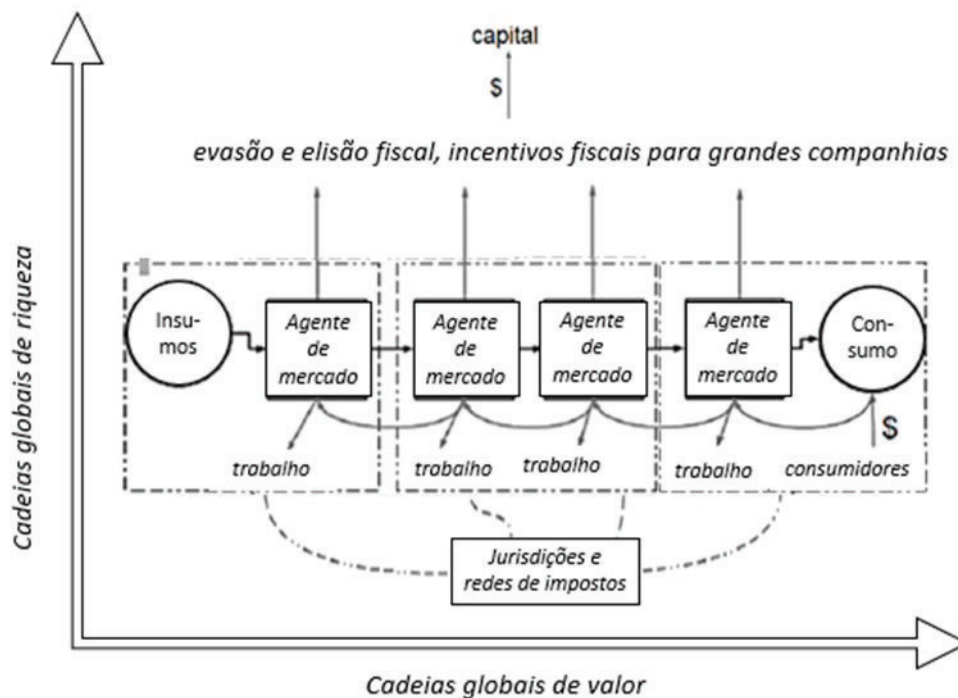 capital
$
evasão e elisão fiscal, incentivos fiscais para grandes companhias
Cadeias globais de riqueza
Insu-
mos
Agente
de
mercado
Agente
de
mercado
Agente
de
mercado
Agente
de
mercado
Con-
sumo
$
trabalho
trabalho
trabalho
trabalho
consumidores
Jurisdições e
redes de impostos
Cadeias globais de valor